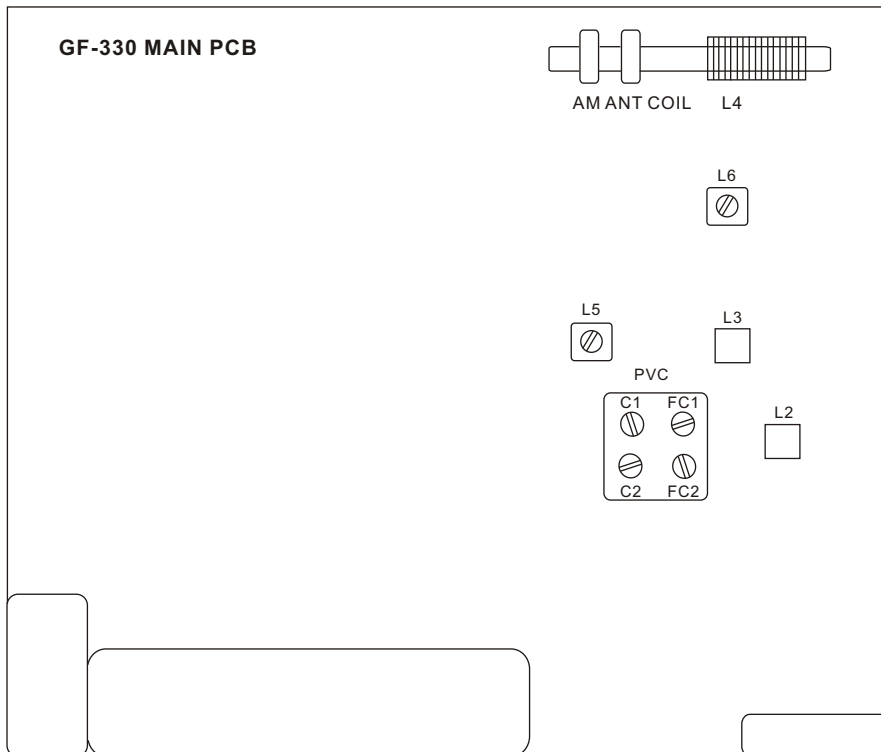 GF-330 MAIN PCB
AM ANT COIL L4
L6
L5
L3
PVC
C1 FC1
L2
C2 FC2